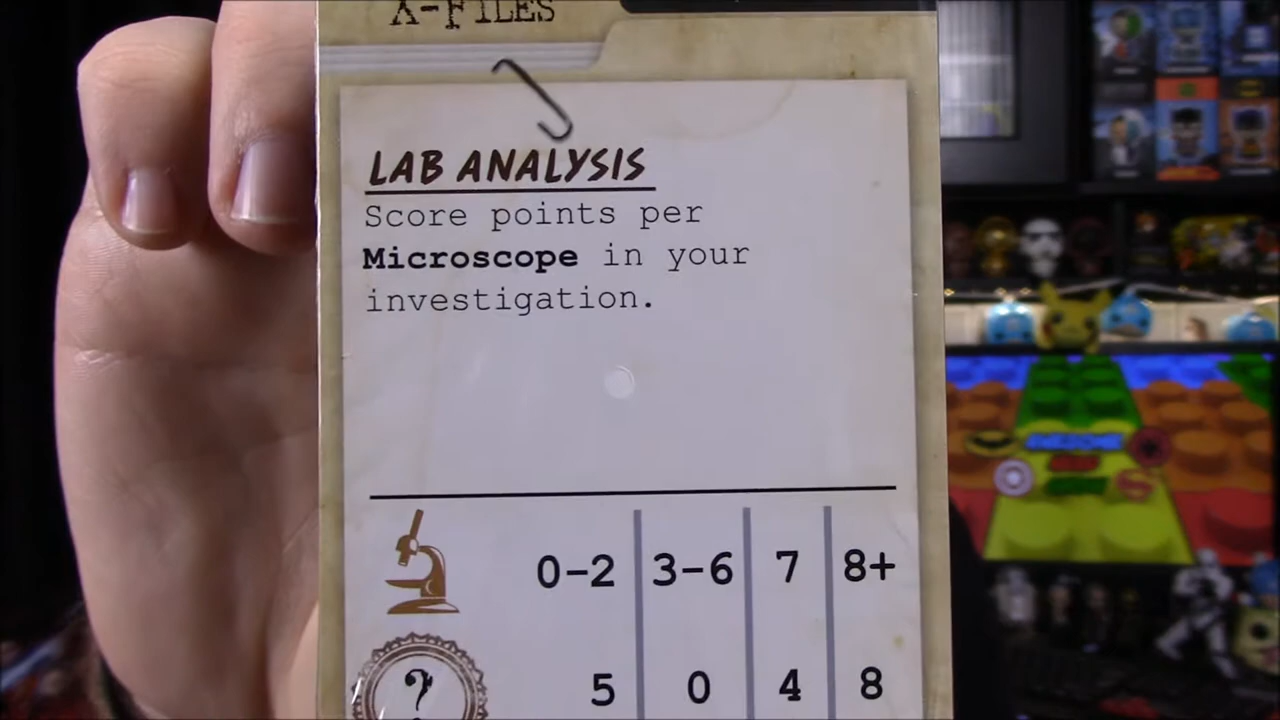 X-FILES
LAB ANALYSIS
Score points per
Microscope in your
investigation.
0-2 3-6 7 8+
? 5 0 4 8